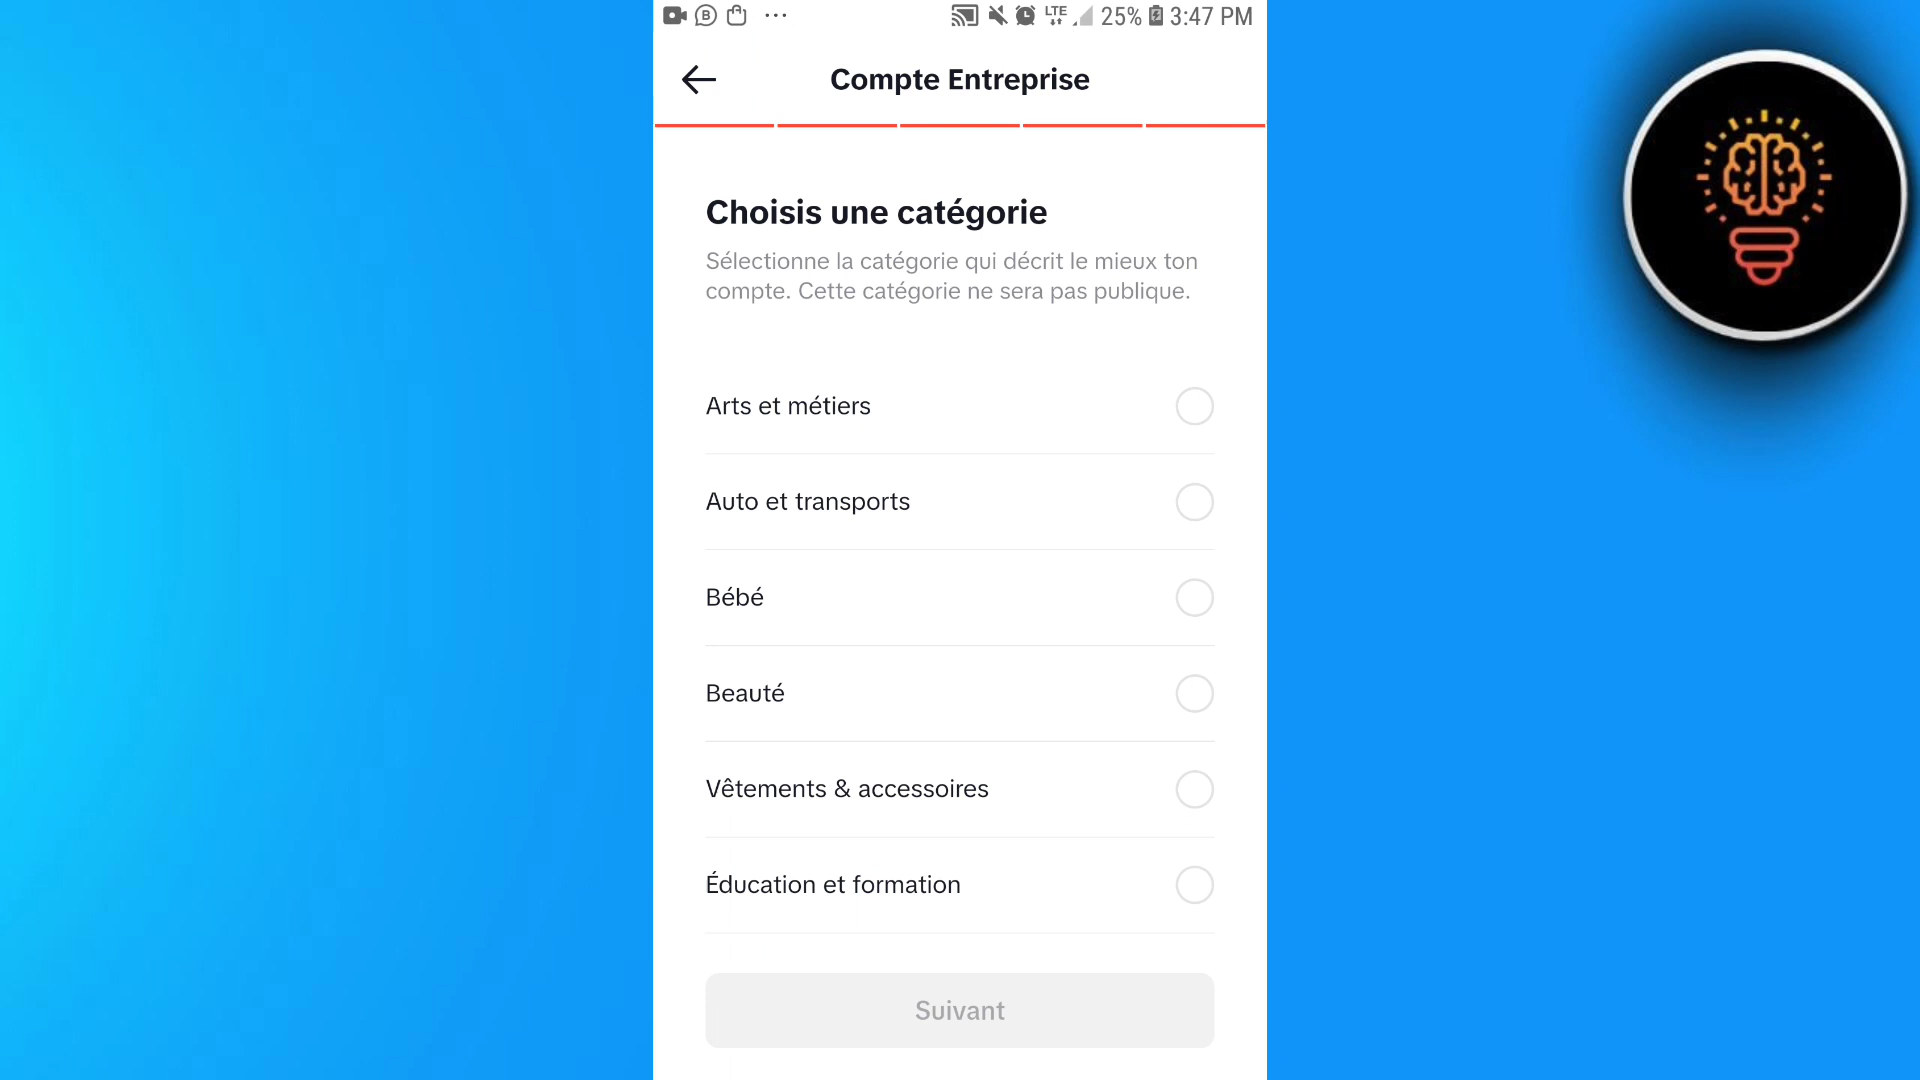 LTE 25% 3:47 PM
Compte Entreprise
Choisis une catégorie
Sélectionne la catégorie qui décrit le mieux ton
compte. Cette catégorie ne sera pas publique.
Arts et métiers
Auto et transports
Bébé
Beauté
Vêtements & accessoires
Éducation et formation
Suivant